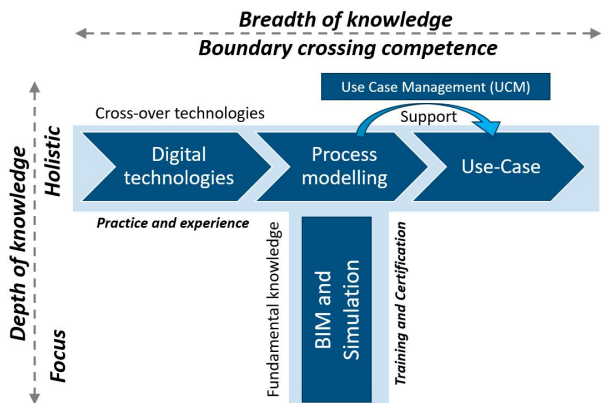 Breadth of knowledge
Boundary crossing competence
Use Case Management (UCM)
Cross-over technologies
Support
Digital
technologies
Process
modelling
Use-Case
Practice and experience
Depth of knowledge
Holistic
Focus
Fundamental knowledge
BIM and
Simulation
Training and Certification